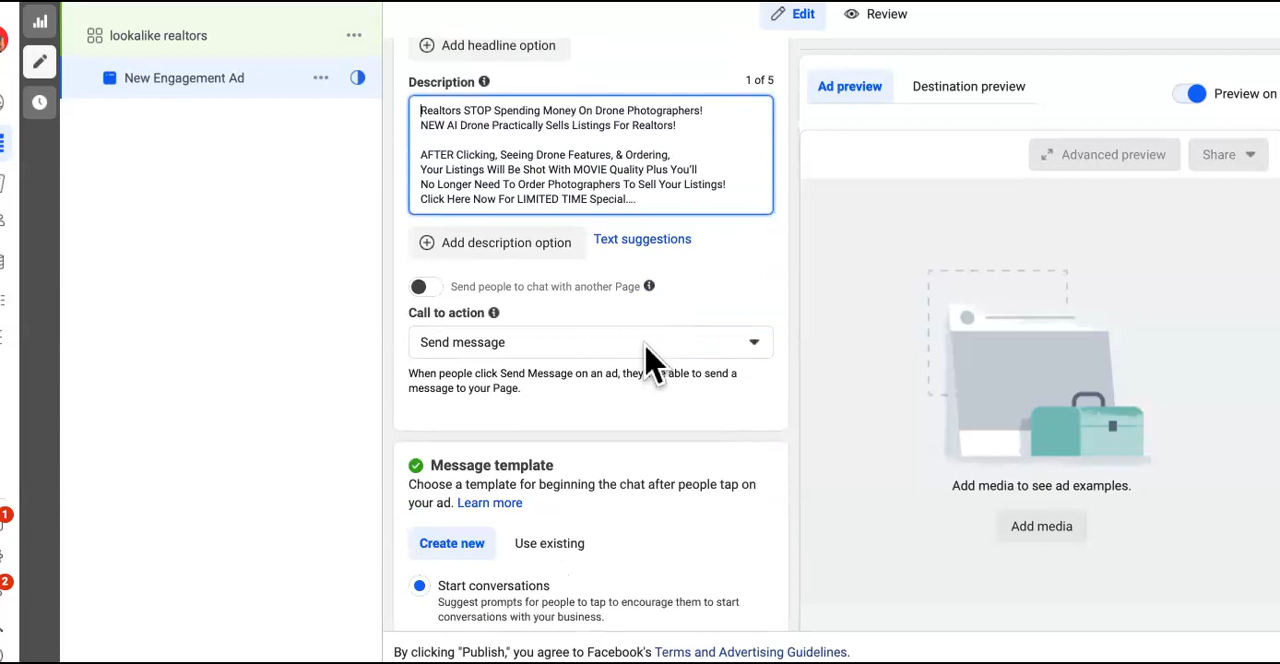 Edit
Review
lookalike realtors
New Engagement Ad
Add headline option
Description
1 of 5
Realtors STOP Spending Money On Drone Photographers!
NEW AI Drone Practically Sells Listings For Realtors!
AFTER Clicking, Seeing Drone Features, & Ordering,
Your Listings Will Be Shot With MOVIE Quality Plus You'll
No Longer Need To Order Photographers To Sell Your Listings!
Click Here Now For LIMITED TIME Special....
Add description option
Text suggestions
Send people to chat with another Page
Call to action
Send message
When people click Send Message on an ad, they able to send a
message to your Page.
Message template
Choose a template for beginning the chat after people tap on
your ad. Learn more
Create new
Use existing
Start conversations
Suggest prompts for people to tap to encourage them to start
conversations with your business.
By clicking "Publish," you agree to Facebook's Terms and Advertising Guidelines.
Ad preview
Destination preview
Preview on
Advanced preview
Share
Add media to see ad examples.
Add media
1
2